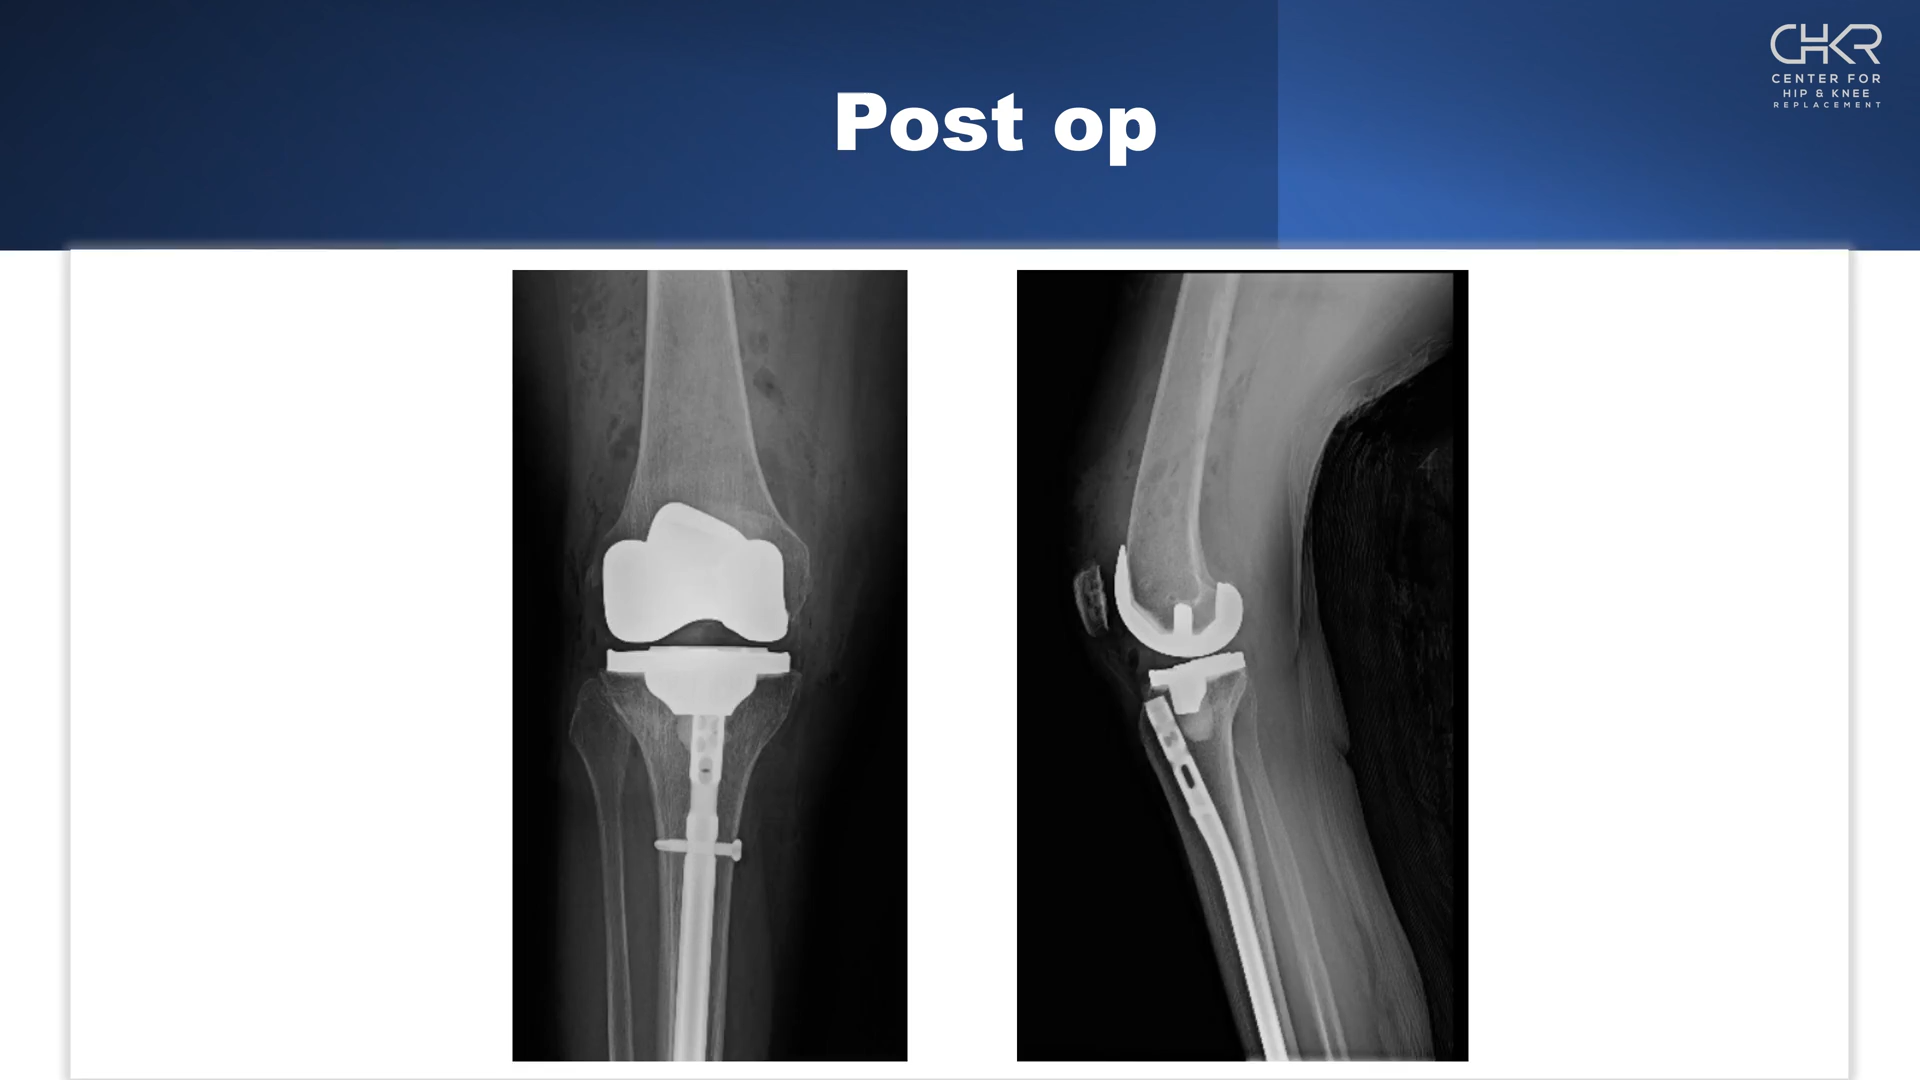 Post op
CHKR
CENTER FOR
HIP & KNEE
REPLACEMENT